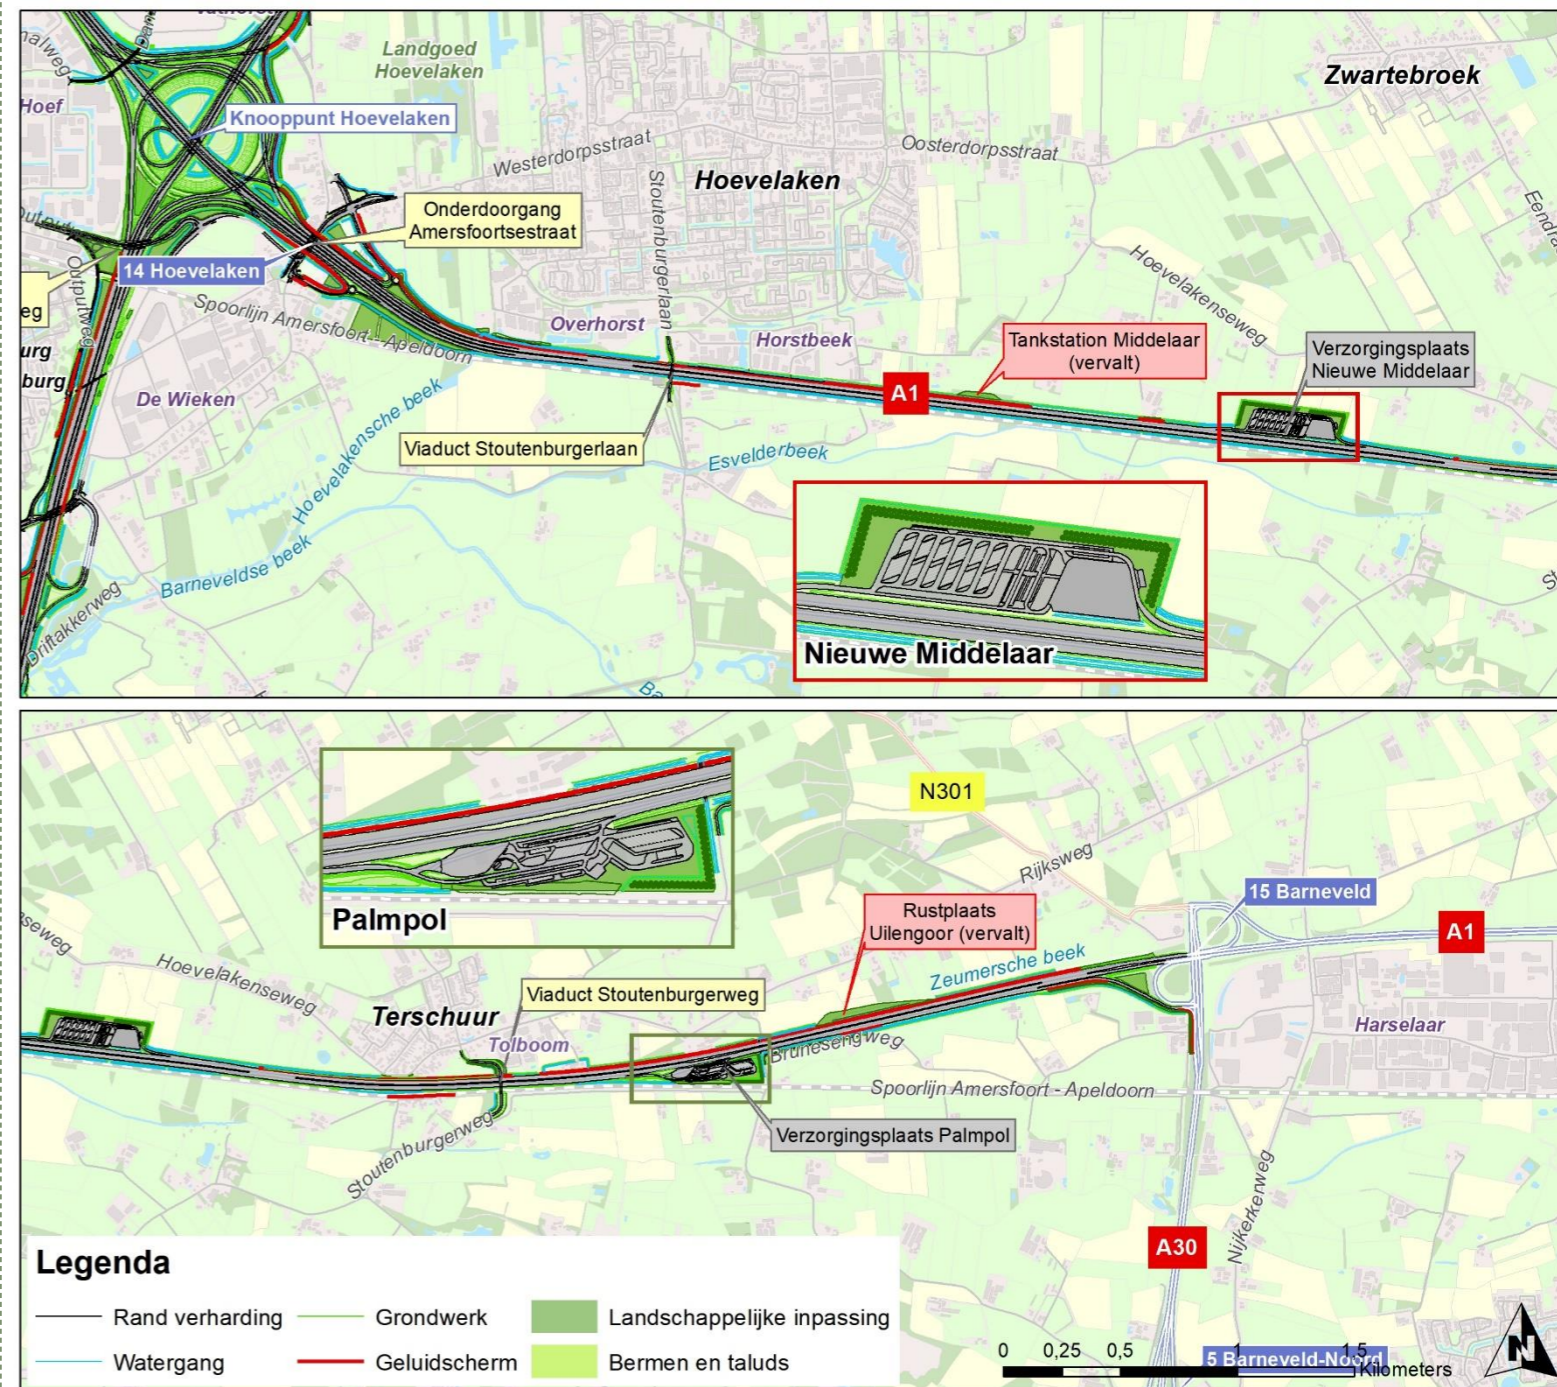 Landgoed
Hoevelaken
Zwartebroek
Hoef
Knooppunt Hoevelaken
Westerdorpsstraat
Oosterdorpsstraat
Hoevelaken
Stoutenburgerlaan
Onderdoorgang
Amersfoortsestraat
14 Hoevelaken
Outputweg
eg
Hoevelakenseweg
Spoorlijn Amersfoort - Apeldoorn
Overhorst
Horstbeek
Tankstation Middelaar
(vervalt)
Verzorgingsplaats
Nieuwe Middelaar
urg
burg
De Wieken
A1
Hoevelakensche beek
Viaduct Stoutenburgerlaan
Esvelderbeek
Barneveldse beek
Driftakkerweg
Nieuwe Middelaar
Palmpol
N301
Rijksweg
15 Barneveld
Rustplaats
Uilengoor (vervalt)
A1
Zeumersche beek
Hoevelakenseweg
Viaduct Stoutenburgerweg
Terschuur
Tolboom
Harselaar
Brunesengweg
Spoorlijn Amersfoort - Apeldoorn
Verzorgingsplaats Palmpol
Stoutenburgerweg
Nijkerkerweg
A30
Legenda
Rand verharding
Grondwerk
Landschappelijke inpassing
Watergang
Geluidscherm
Bermen en taluds
0 0,25 0,5 1 1,5
Kilometers
5 Barneveld-Noord
N